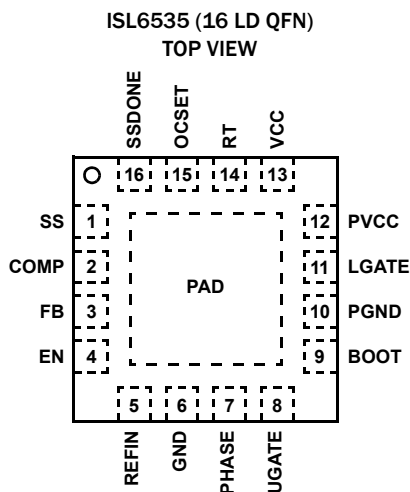 ISL6535 (16 LD QFN)
TOP VIEW
SSDONE
OCSET
RT
VCC
16 15 14 13
SS 1
COMP 2
FB 3
EN 4
PAD
12 PVCC
11 LGATE
10 PGND
9 BOOT
5 6 7 8
REFIN
GND
PHASE
UGATE